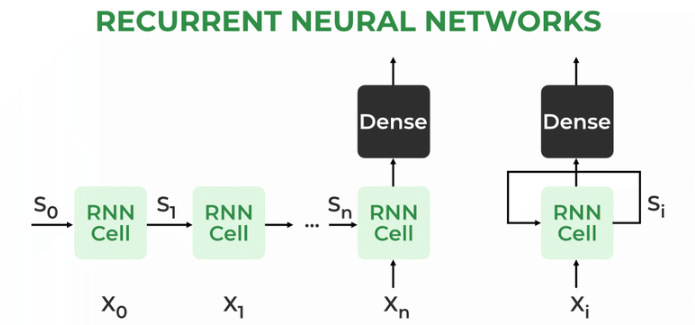 RECURRENT NEURAL NETWORKS
Dense
Dense
S₀
RNN
Cell
S₁
RNN
Cell
...
Sₙ
RNN
Cell
RNN
Cell
Sᵢ
X₀
X₁
Xₙ
Xᵢ